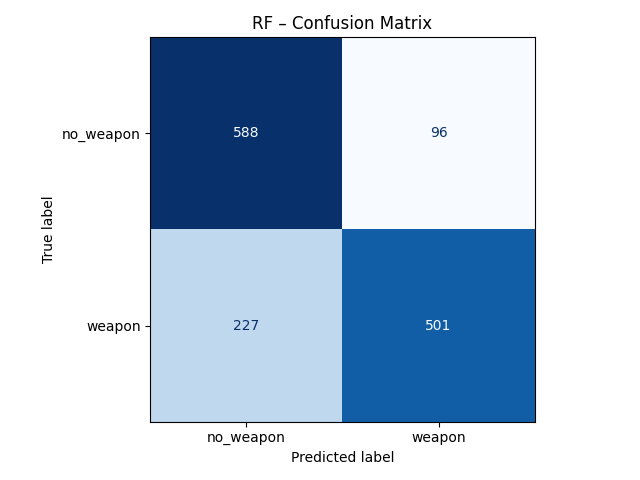 RF – Confusion Matrix
no_weapon
588
96
True label
weapon
227
501
no_weapon
weapon
Predicted label